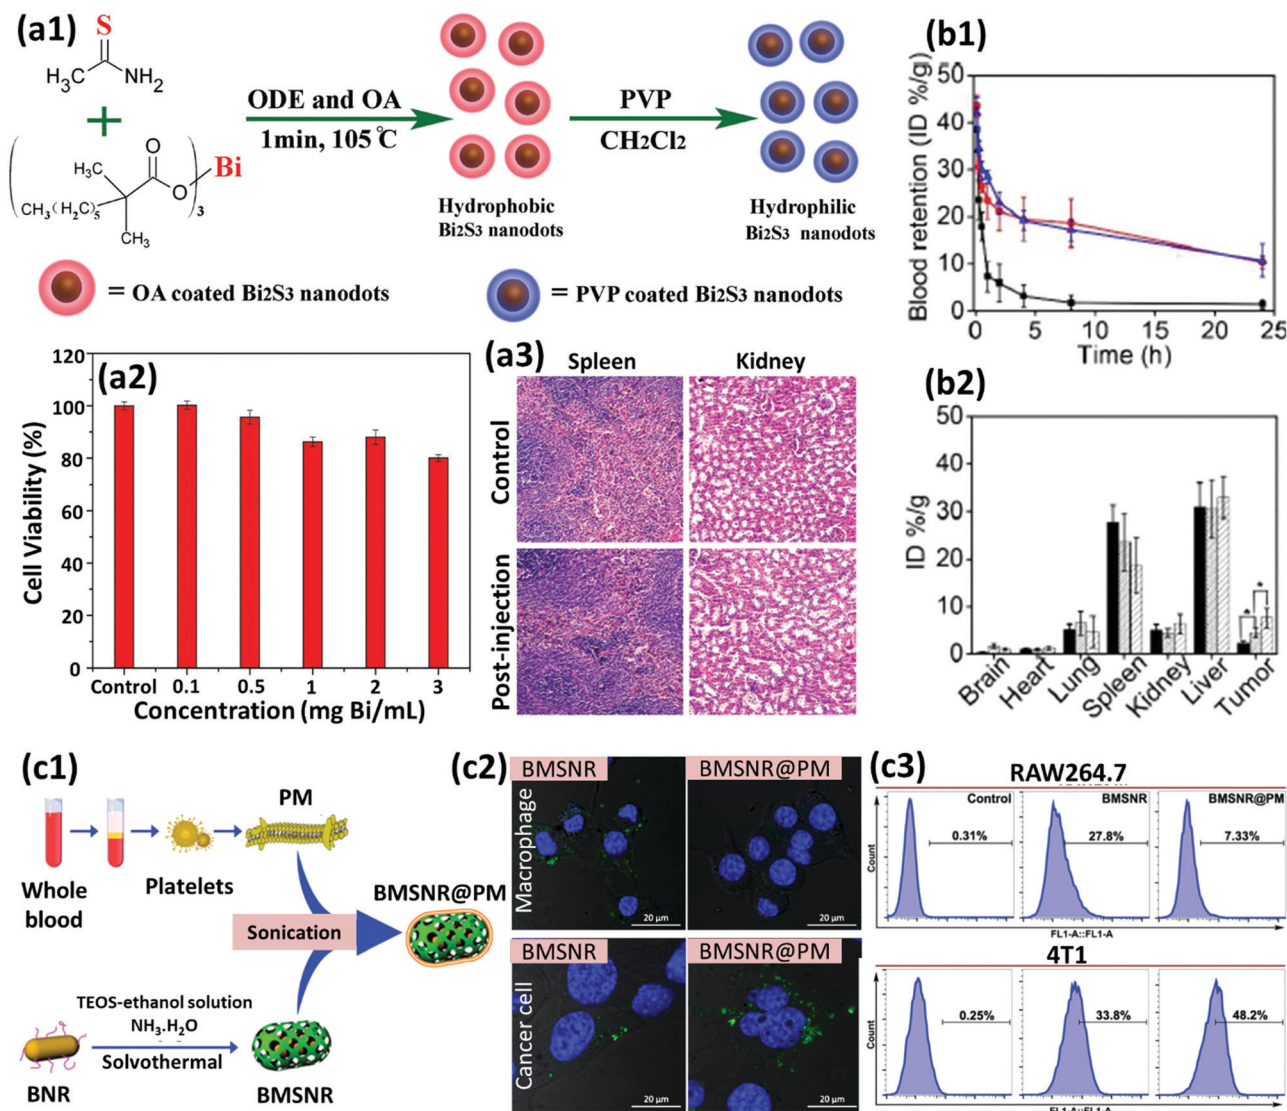 (a1)
S
H₃C
NH₂
+
O
H₃C
O
Bi
3
CH₃(H₂C)₅
CH₃
ODE and OA
1min, 105℃
Hydrophobic
Bi2S3 nanodots
PVP
CH2Cl2
Hydrophilic
Bi2S3 nanodots
= OA coated Bi2S3 nanodots
= PVP coated Bi2S3 nanodots
(b1)
Blood retention (ID %/g)
50
40
30
20
10
0
0 5 10 15 20 25
Time (h)
(a2)
Cell Viability (%)
120
100
80
60
40
20
0
Control 0.1 0.5 1 2 3
Concentration (mg Bi/mL)
(a3)
Spleen Kidney
Control
Post-injection
(b2)
ID %/g
50
40
30
20
10
0
* *
Brain Heart Lung Spleen Kidney Liver Tumor
(c1)
PM
Whole
blood
Platelets
BMSNR@PM
Sonication
TEOS-ethanol solution
NH₃.H₂O
Solvothermal
BNR
BMSNR
(c2)
BMSNR BMSNR@PM
Macrophage
20 μm 20 μm
BMSNR BMSNR@PM
Cancer cell
20 μm 20 μm
(c3)
RAW264.7
Control BMSNR BMSNR@PM
0.31% 27.8% 7.33%
Count
FL1-A::FL1-A
4T1
0.25% 33.8% 48.2%
Count
FL1-A::FL1-A